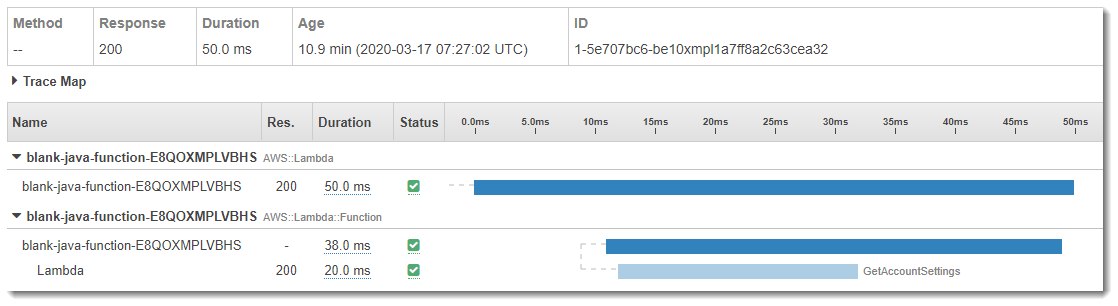 Method Response Duration Age ID
-- 200 50.0 ms 10.9 min (2020-03-17 07:27:02 UTC) 1-5e707bc6-be10xmpl1a7ff8a2c63cea32
Trace Map
Name Res. Duration Status 0.0ms 5.0ms 10ms 15ms 20ms 25ms 30ms 35ms 40ms 45ms 50ms
blank-java-function-E8QOXMPLVBHS AWS::Lambda
blank-java-function-E8QOXMPLVBHS 200 50.0 ms
blank-java-function-E8QOXMPLVBHS AWS::Lambda::Function
blank-java-function-E8QOXMPLVBHS - 38.0 ms
Lambda 200 20.0 ms GetAccountSettings